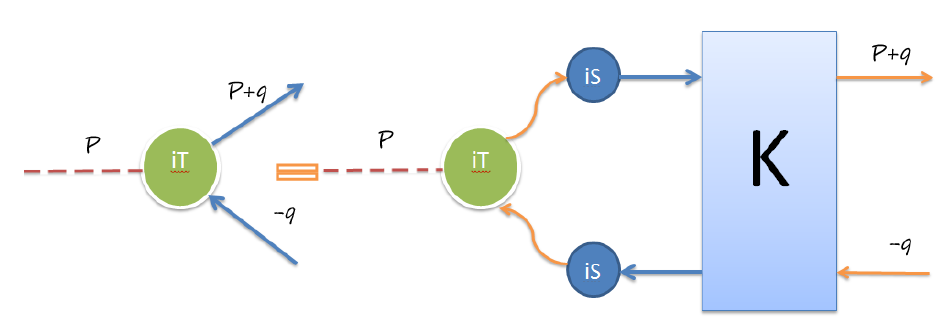 P
iT
P+q
-q
=
P
iT
iS
iS
K
P+q
-q